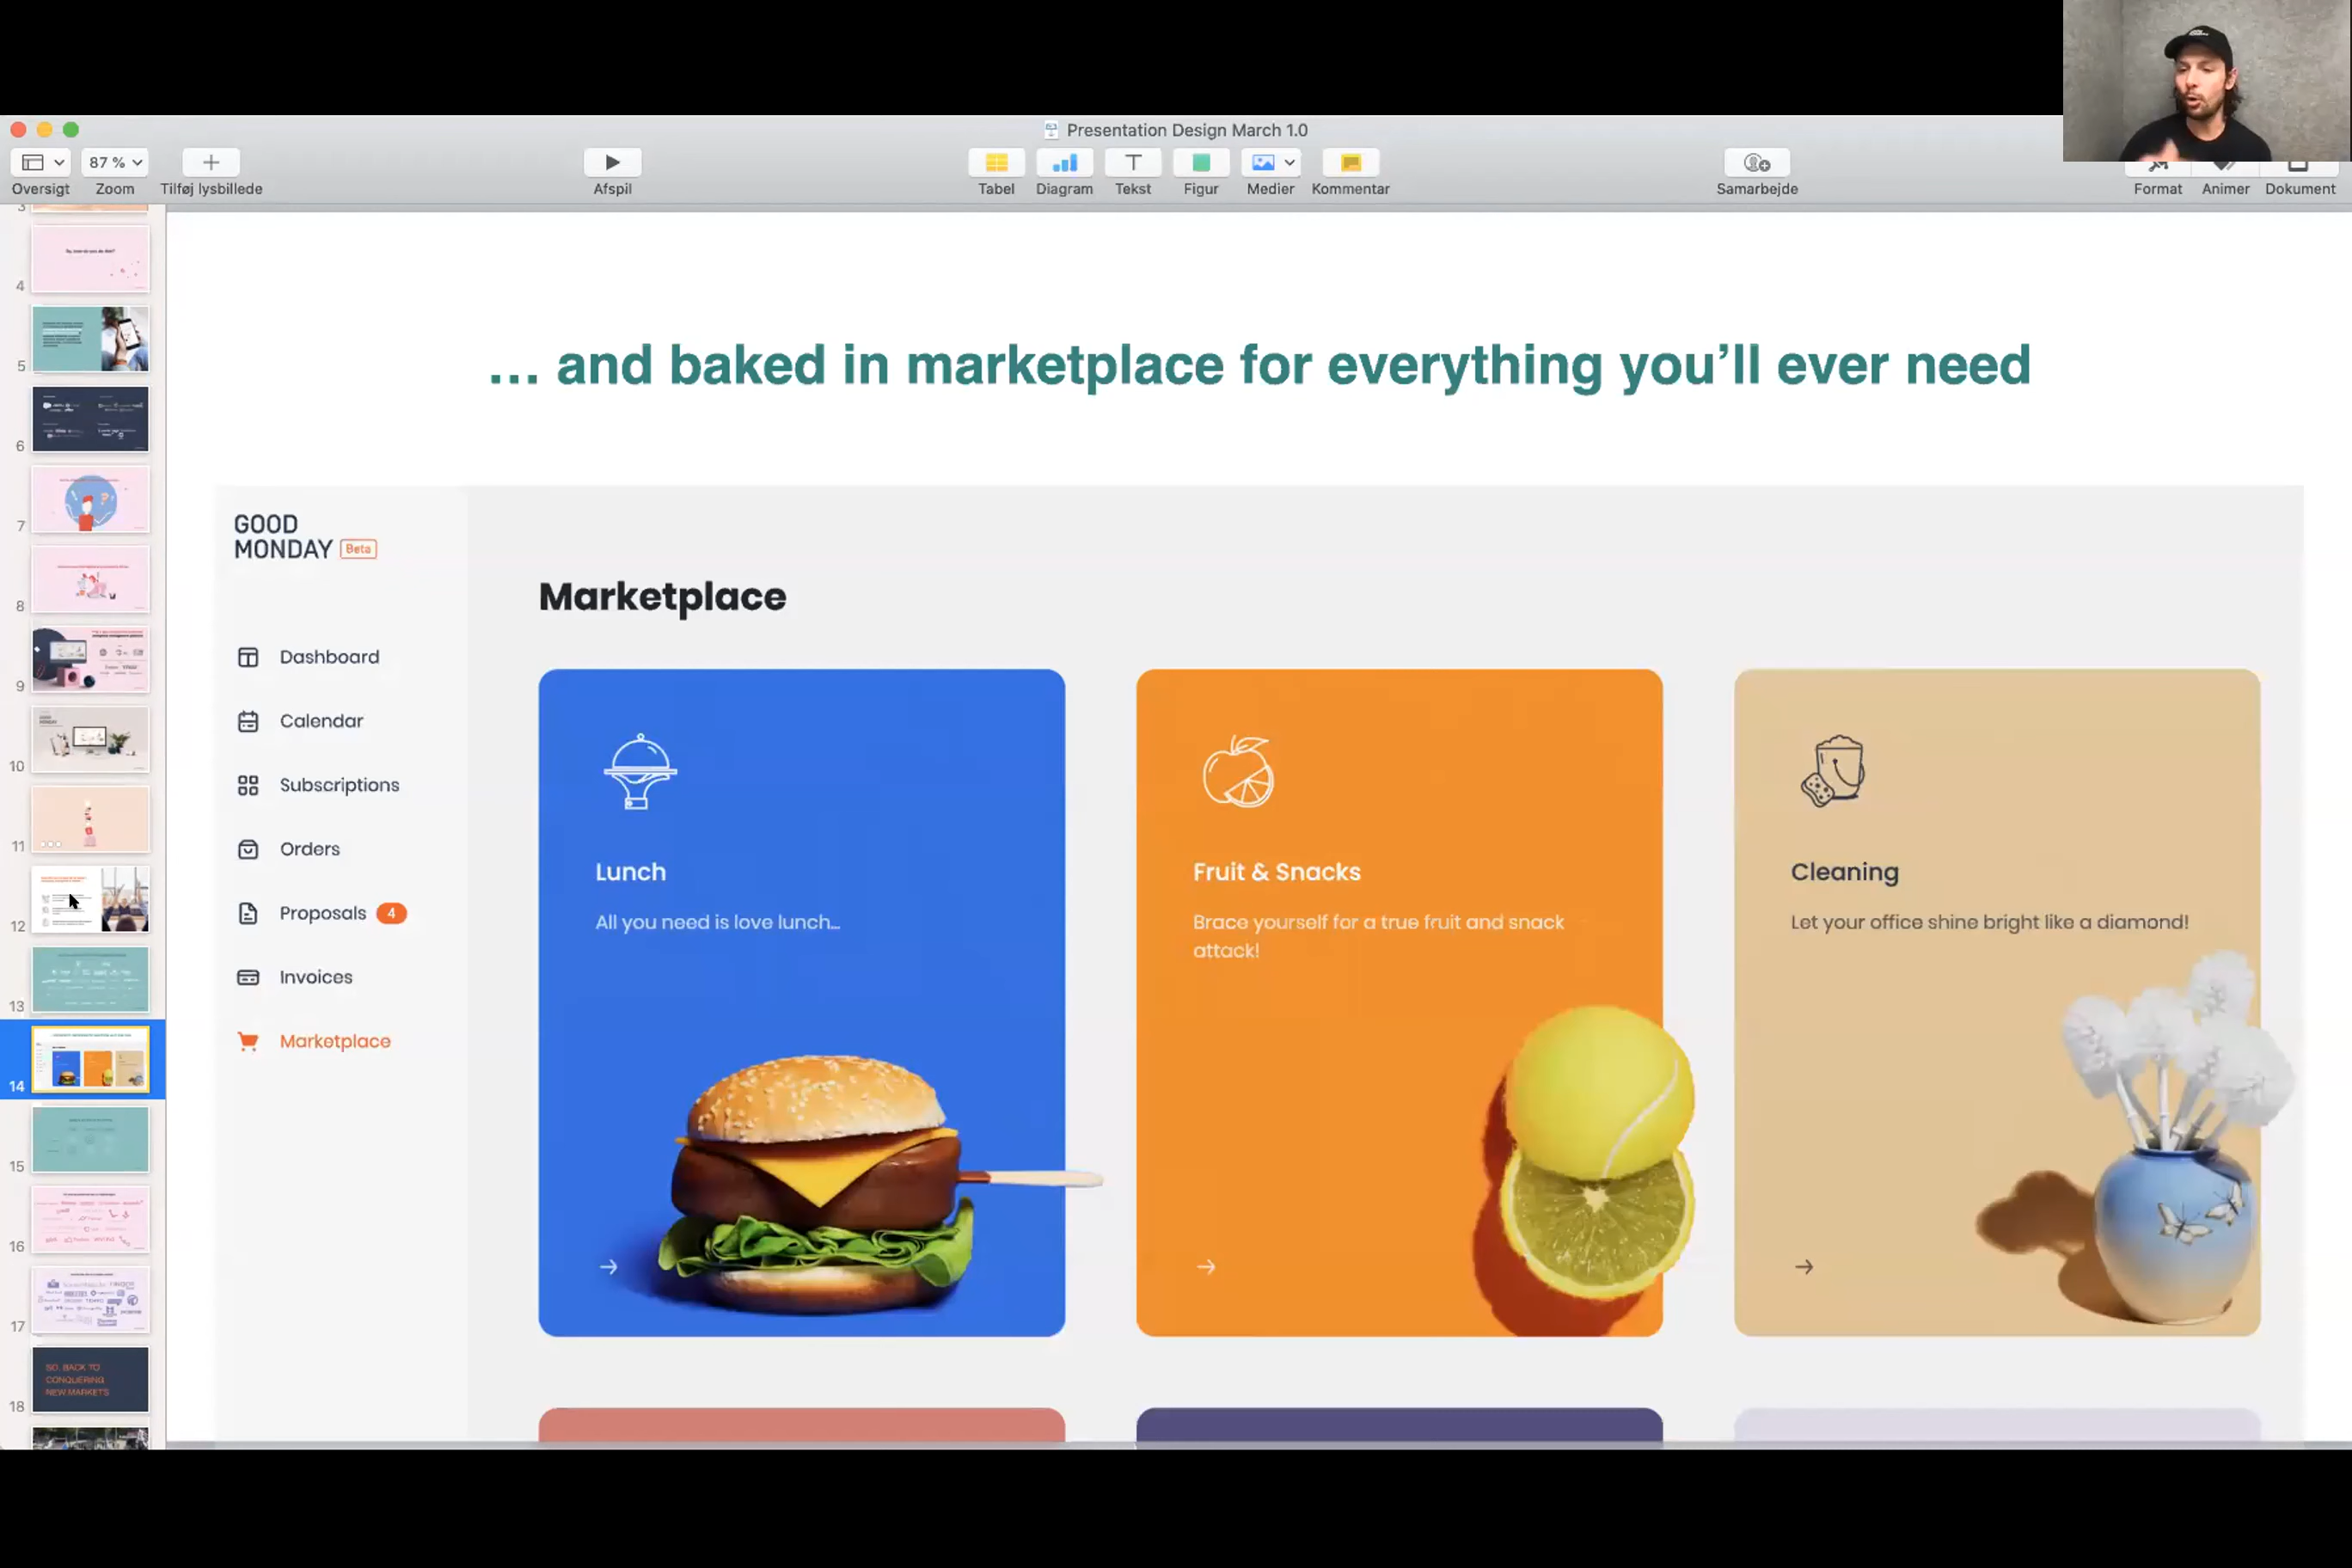 Presentation Design March 1.0
87 %
Oversigt
Zoom
Tilføj lysbillede
Afspil
Tabel
Diagram
Tekst
Figur
Medier
Kommentar
Samarbejde
Format
Animer
Dokument
3
4
5
6
7
8
9
10
11
12
13
14
15
16
17
18
SO, BACK TO
CONQUERING
NEW MARKETS
... and baked in marketplace for everything you’ll ever need
GOOD
MONDAY Beta
Dashboard
Calendar
Subscriptions
Orders
Proposals 4
Invoices
Marketplace
Marketplace
Lunch
All you need is love lunch...
Fruit & Snacks
Brace yourself for a true fruit and snack
attack!
Cleaning
Let your office shine bright like a diamond!